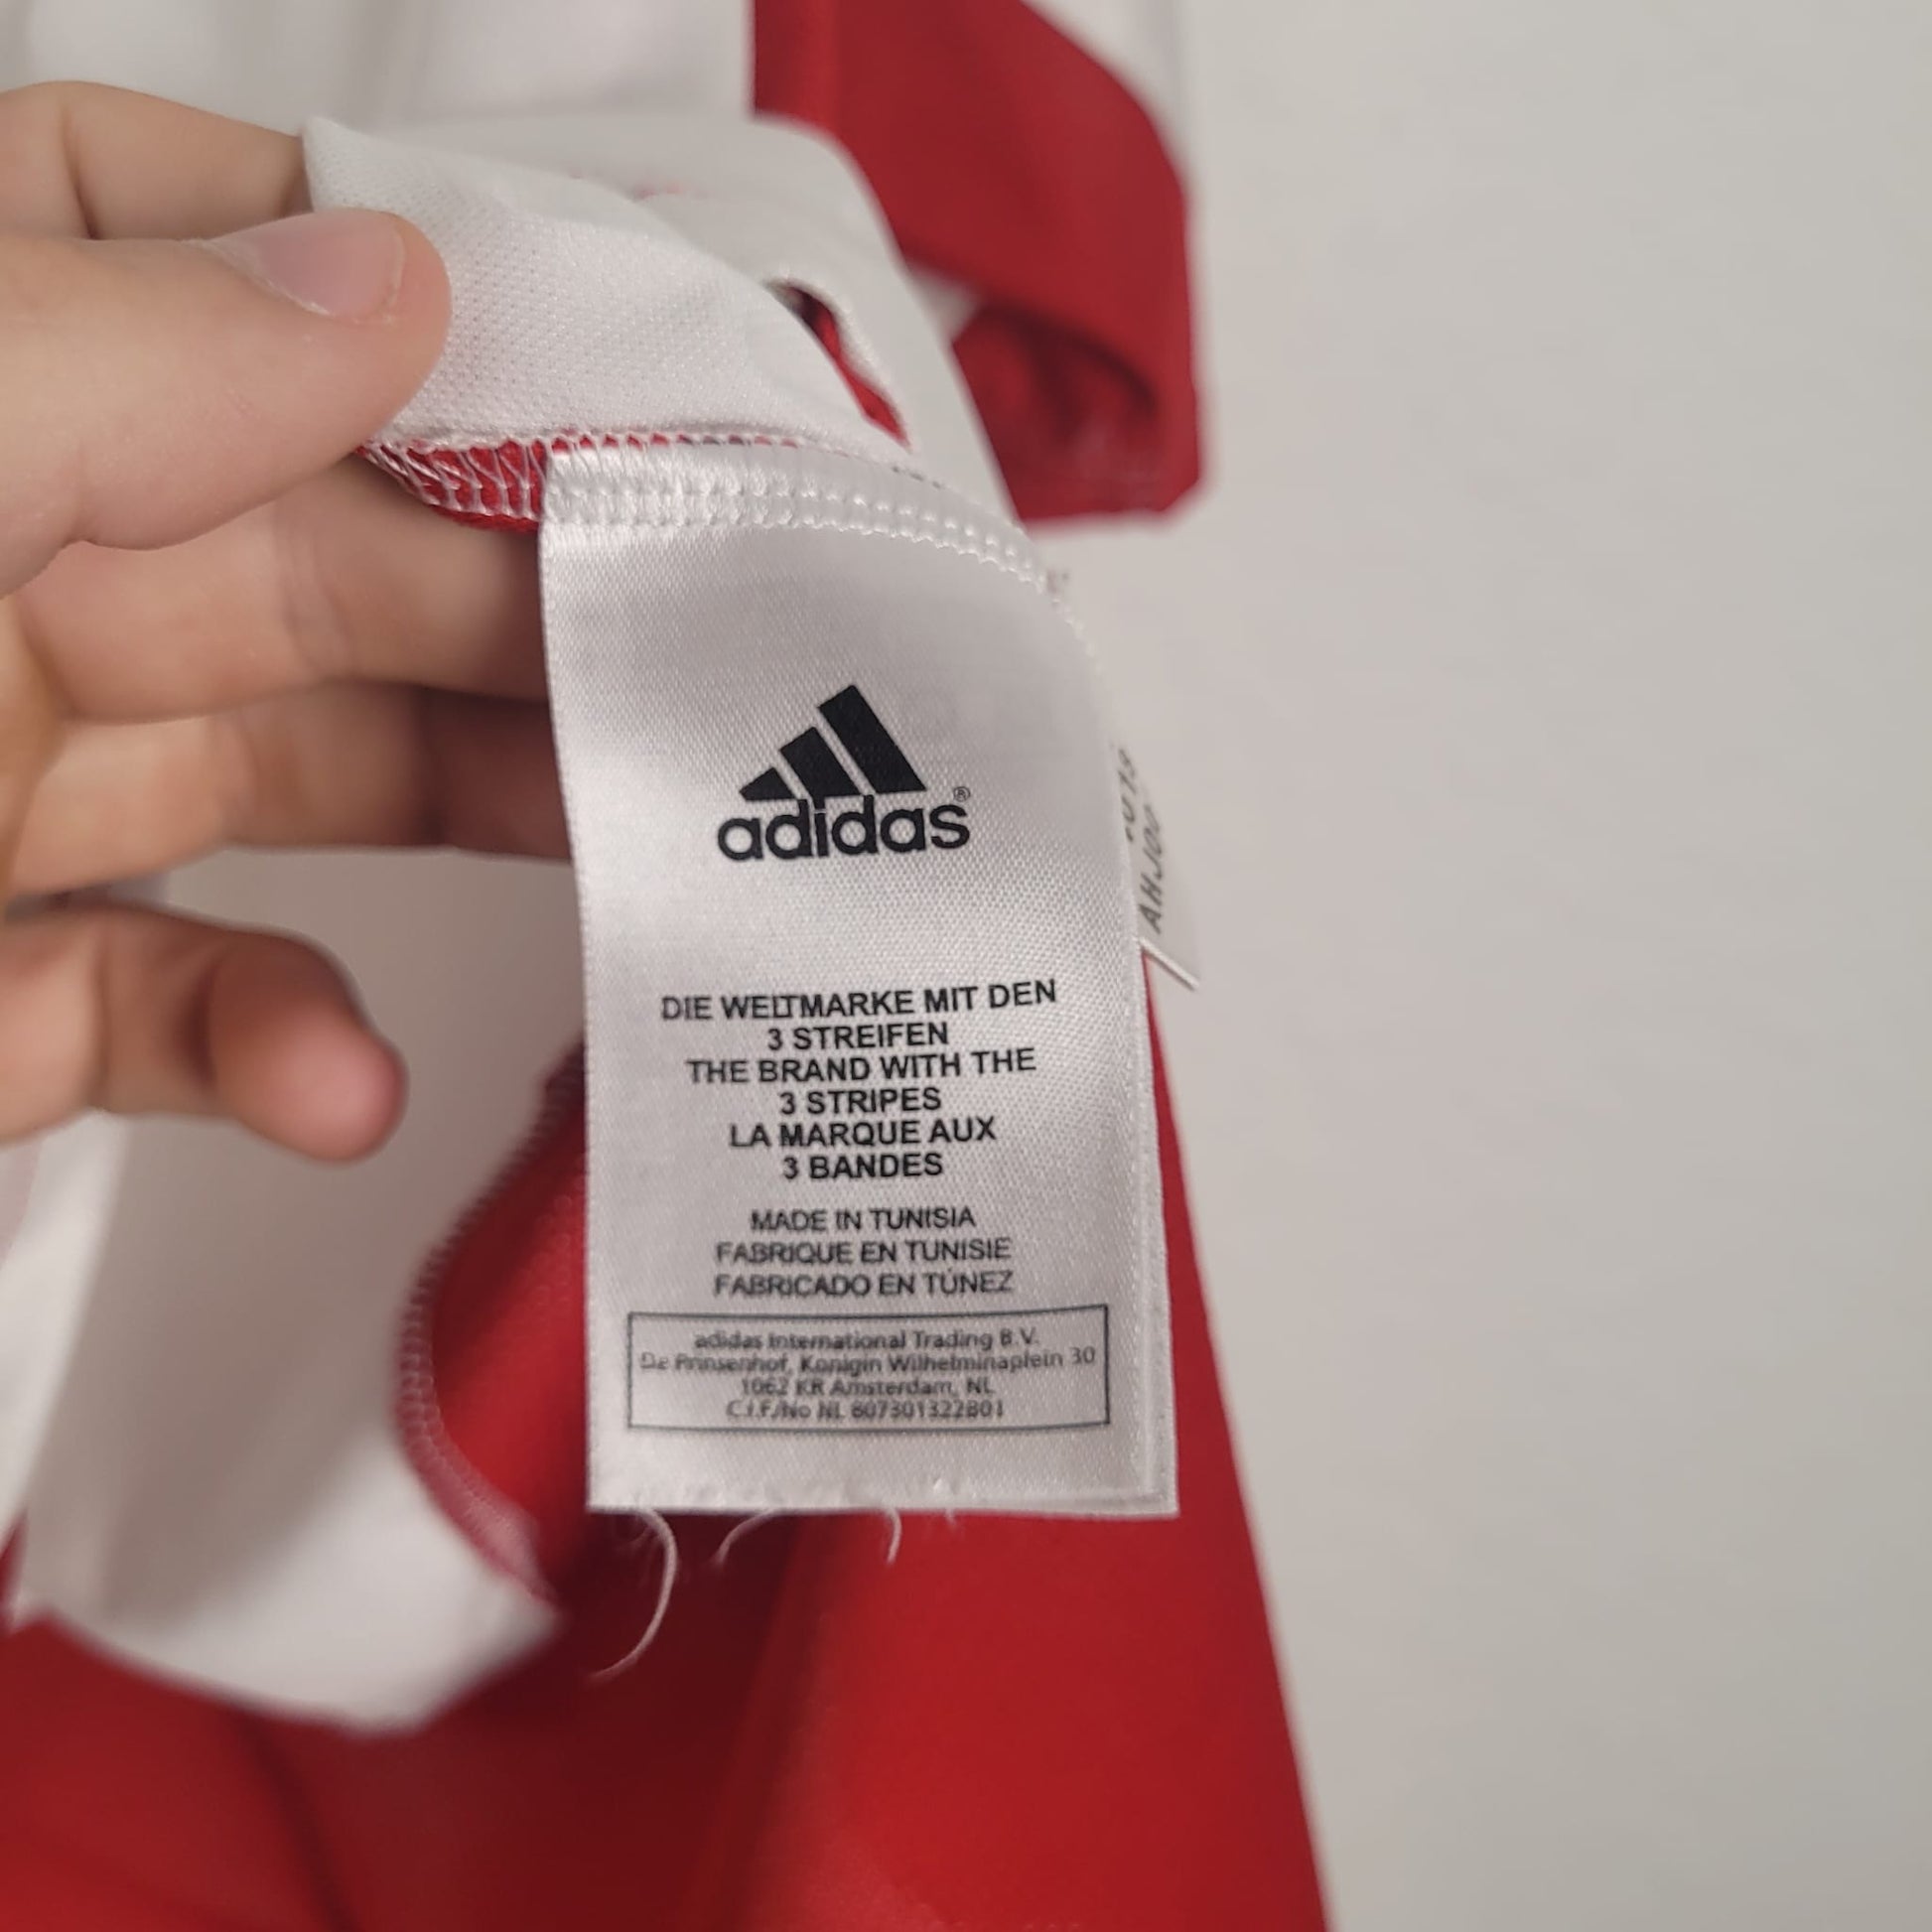 adidas®
DIE WELTMARKE MIT DEN
3 STREIFEN
THE BRAND WITH THE
3 STRIPES
LA MARQUE AUX
3 BANDES
MADE IN TUNISIA
FABRIQUE EN TUNISIE
FABRICADO EN TÚNEZ
adidas International Trading B.V.
De Prinsenhof, Konigin Wilhelminaplein 30
1062 KR Amsterdam, NL
C.I.F./No NL 807301322B01